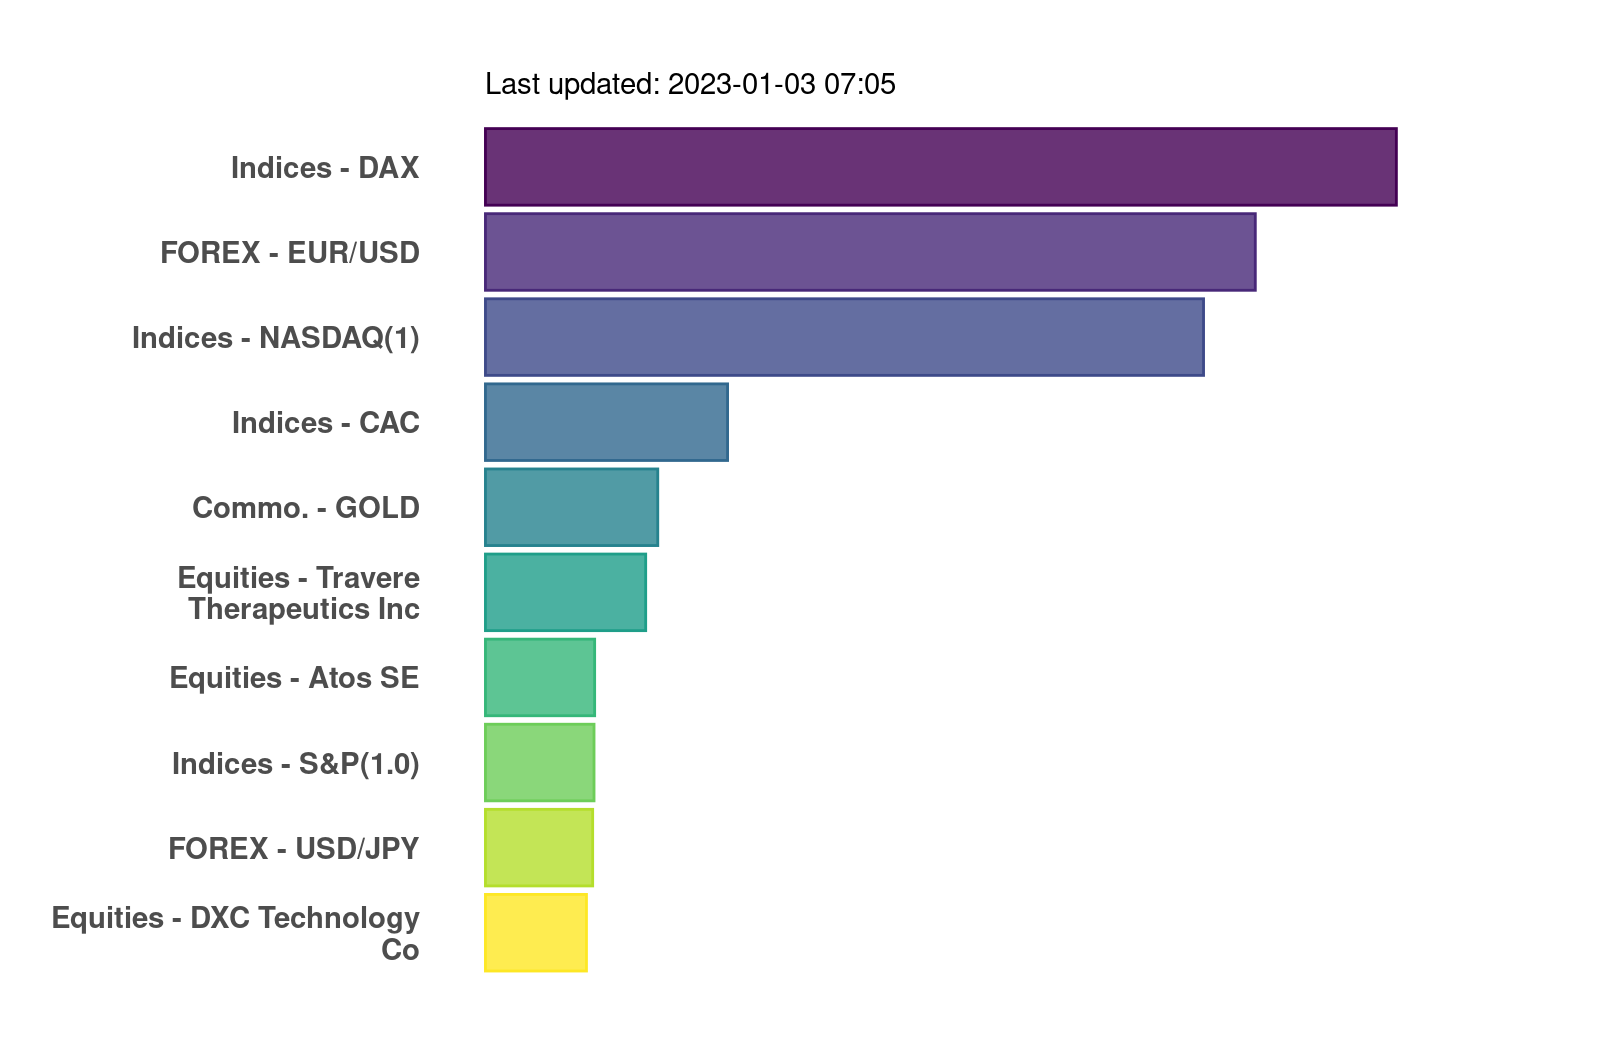 Last updated: 2023-01-03 07:05
Indices - DAX
FOREX - EUR/USD
Indices - NASDAQ(1)
Indices - CAC
Commo. - GOLD
Equities - Travere
Therapeutics Inc
Equities - Atos SE
Indices - S&P(1.0)
FOREX - USD/JPY
Equities - DXC Technology
Co